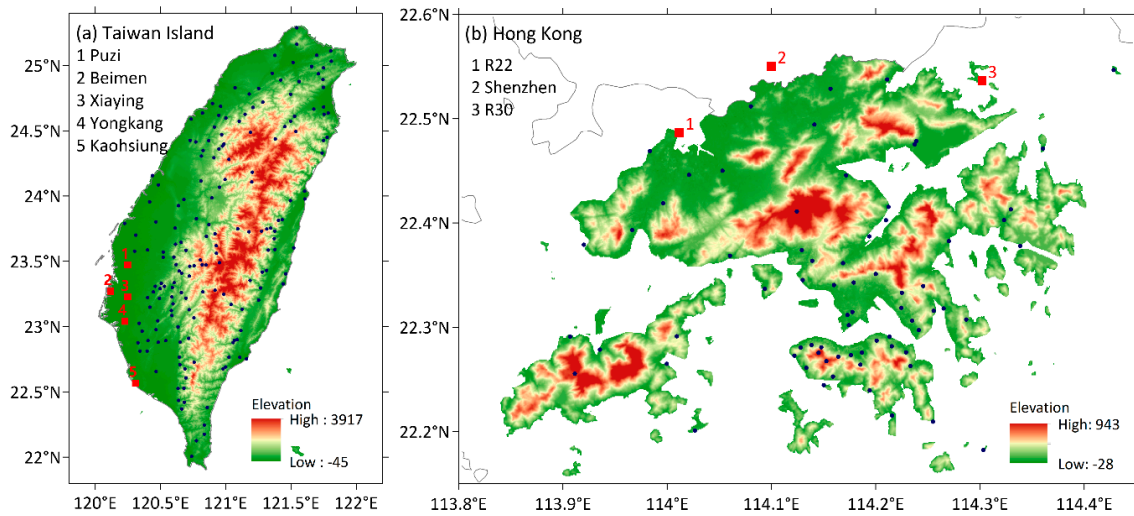 (a) Taiwan Island
1 Puzi
2 Beimen
3 Xiaying
4 Yongkang
5 Kaohsiung
25°N
24.5°N
24°N
23.5°N
23°N
22.5°N
22°N
1
2
3
4
5
Elevation
High : 3917
Low : -45
120°E
120.5°E
121°E
121.5°E
122°E
(b) Hong Kong
1 R22
2 Shenzhen
3 R30
22.6°N
22.5°N
22.4°N
22.3°N
22.2°N
2
3
1
Elevation
High: 943
Low: -28
113.8°E
113.9°E
114°E
114.1°E
114.2°E
114.3°E
114.4°E